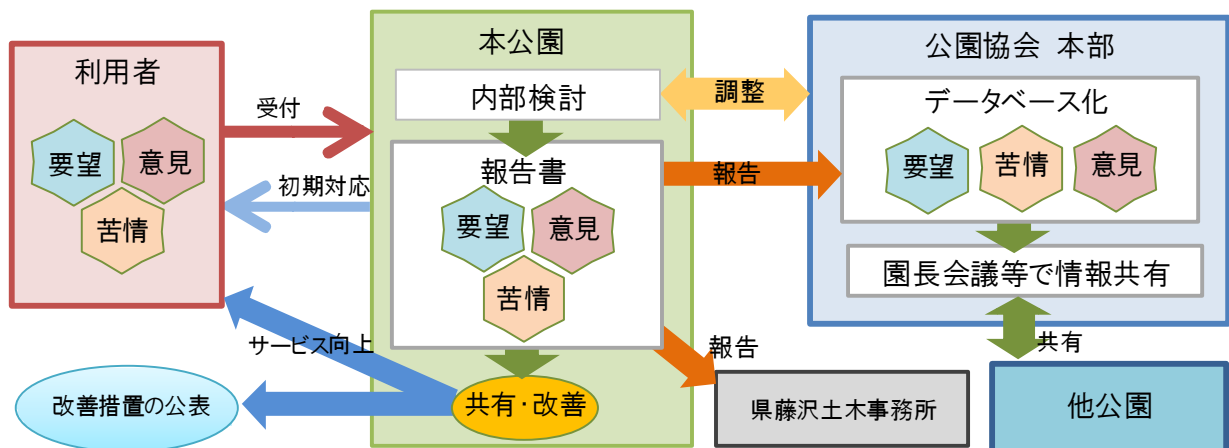 利用者
要望
意見
苦情
受付
初期対応
サービス向上
改善措置の公表
本公園
内部検討
報告書
要望
意見
苦情
共有・改善
調整
報告
報告
県藤沢土木事務所
公園協会 本部
データベース化
要望
苦情
意見
園長会議等で情報共有
共有
他公園